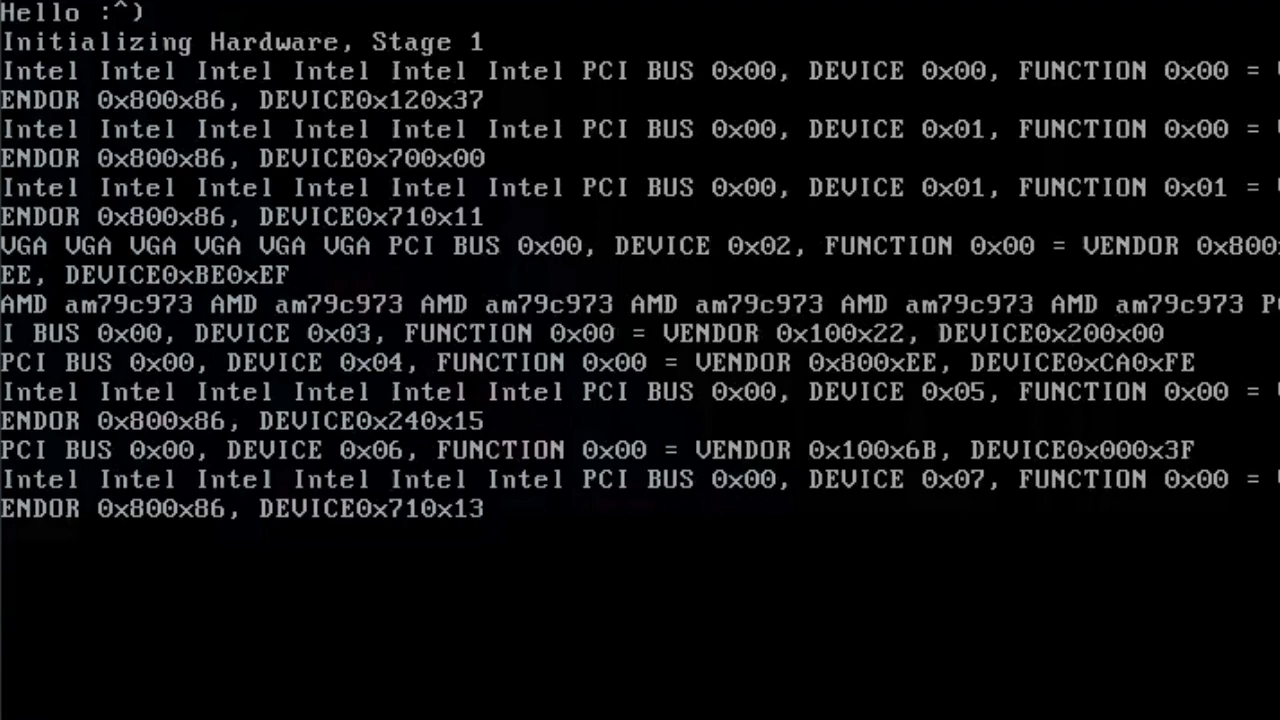 Hello :^)
Initializing Hardware, Stage 1
Intel Intel Intel Intel Intel Intel PCI BUS 0x00, DEVICE 0x00, FUNCTION 0x00 =
ENDOR 0x800x86, DEVICE0x120x37
Intel Intel Intel Intel Intel Intel PCI BUS 0x00, DEVICE 0x01, FUNCTION 0x00 =
ENDOR 0x800x86, DEVICE0x700x00
Intel Intel Intel Intel Intel Intel PCI BUS 0x00, DEVICE 0x01, FUNCTION 0x01 =
ENDOR 0x800x86, DEVICE0x710x11
VGA VGA VGA VGA VGA VGA PCI BUS 0x00, DEVICE 0x02, FUNCTION 0x00 = VENDOR 0x800
EE, DEVICE0xBE0xEF
AMD am79c973 AMD am79c973 AMD am79c973 AMD am79c973 AMD am79c973 AMD am79c973 P
I BUS 0x00, DEVICE 0x03, FUNCTION 0x00 = VENDOR 0x100x22, DEVICE0x200x00
PCI BUS 0x00, DEVICE 0x04, FUNCTION 0x00 = VENDOR 0x800xEE, DEVICE0xCA0xFE
Intel Intel Intel Intel Intel Intel PCI BUS 0x00, DEVICE 0x05, FUNCTION 0x00 =
ENDOR 0x800x86, DEVICE0x240x15
PCI BUS 0x00, DEVICE 0x06, FUNCTION 0x00 = VENDOR 0x100x6B, DEVICE0x000x3F
Intel Intel Intel Intel Intel Intel PCI BUS 0x00, DEVICE 0x07, FUNCTION 0x00 =
ENDOR 0x800x86, DEVICE0x710x13